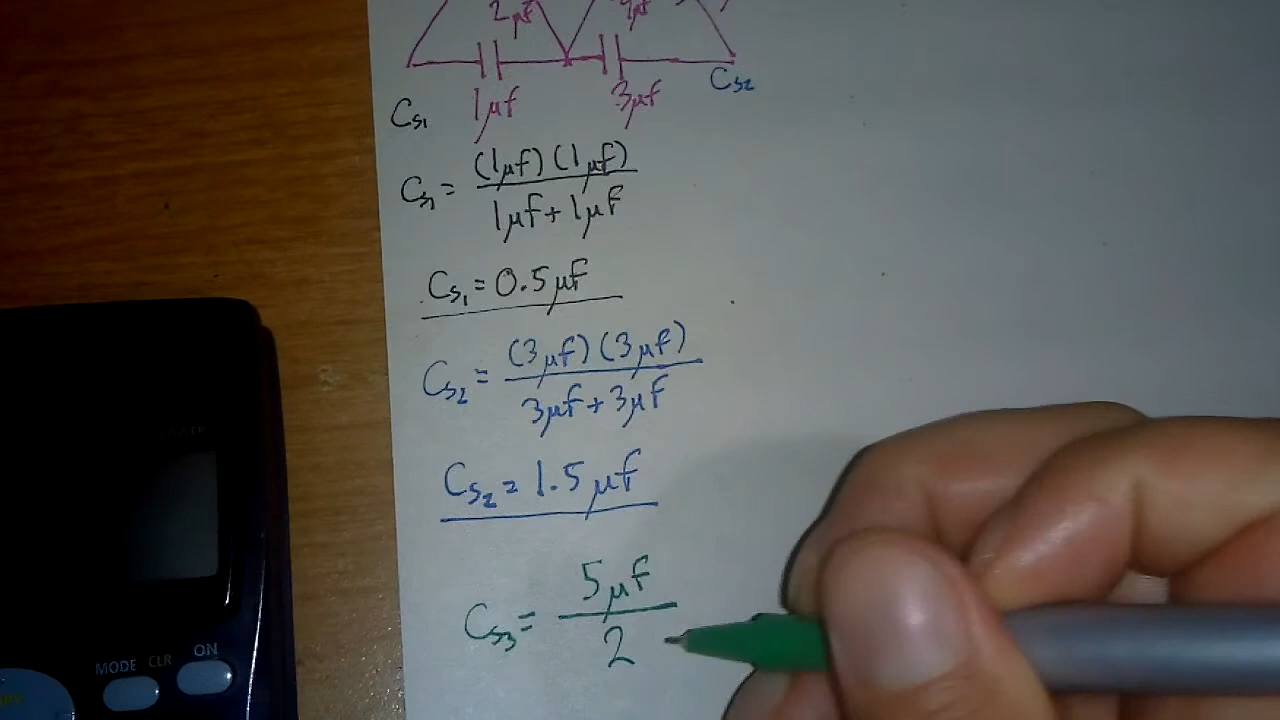 2μf
Cs2
Cs1 1μf 3μf
Cs1 = (1μf)(1μf)
1μf + 1μf
Cs1 = 0.5μf
Cs2 = (3μf)(3μf)
3μf + 3μf
Cs2 = 1.5μf
Cs3 = 5μf
2
MODE CLR ON